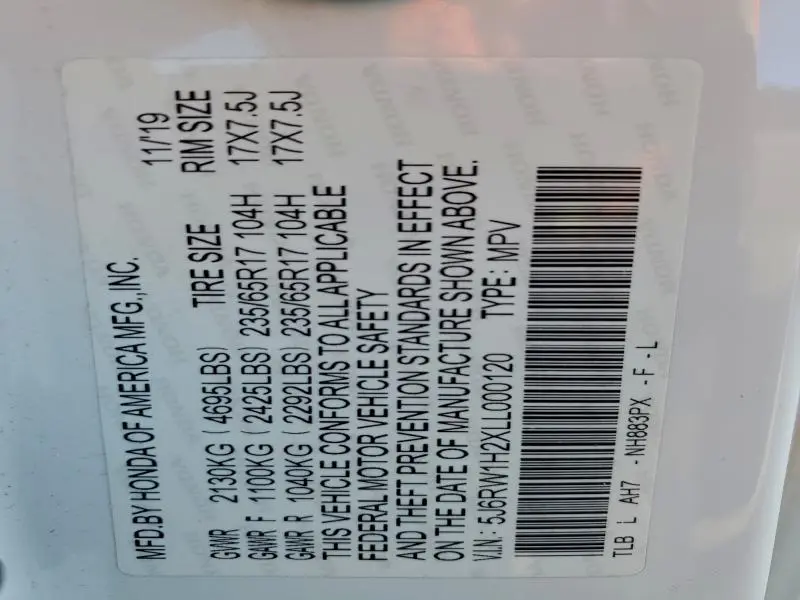 MFD.BY HONDA OF AMERICA MFG.,INC. 11/'19
TIRE SIZE RIM SIZE
GVWR 2130KG ( 4695LBS)
GAWR F 1100KG ( 2425LBS) 235/65R17 104H 17X7.5J
GAWR R 1040KG ( 2292LBS) 235/65R17 104H 17X7.5J
THIS VEHICLE CONFORMS TO ALL APPLICABLE
FEDERAL MOTOR VEHICLE SAFETY
AND THEFT PREVENTION STANDARDS IN EFFECT
ON THE DATE OF MANUFACTURE SHOWN ABOVE.
V.I.N.: 5J6RW1H2XLL000120 TYPE: MPV
TLB L AH7 - NH883PX - F - L